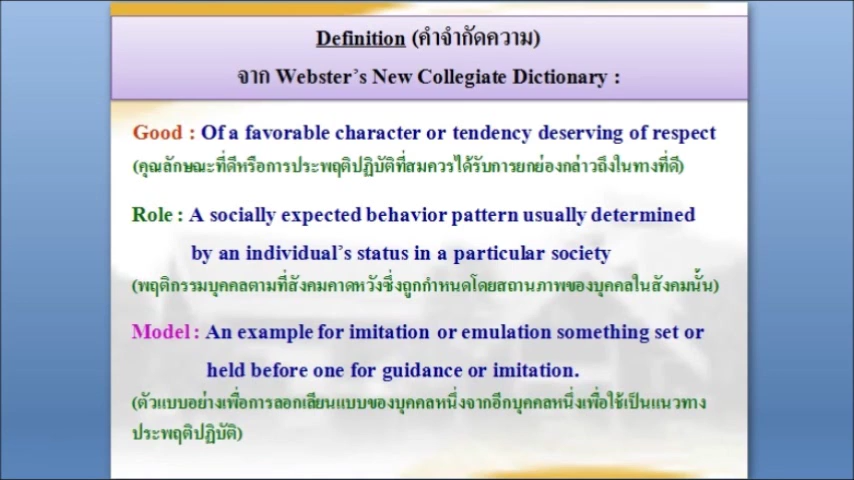 Definition (คำจำกัดความ)
จาก Webster's New Collegiate Dictionary :
Good : Of a favorable character or tendency deserving of respect
(คุณลักษณะที่ดีหรือการประพฤติปฏิบัติที่สมควรได้รับการยกย่องกล่าวถึงในทางที่ดี)
Role : A socially expected behavior pattern usually determined
by an individual's status in a particular society
(พฤติกรรมบุคคลตามที่สังคมคาดหวังซึ่งถูกกำหนดโดยสถานภาพของบุคคลในสังคมนั้น)
Model : An example for imitation or emulation something set or
held before one for guidance or imitation.
(ตัวแบบอย่างเพื่อการลอกเลียนแบบของบุคคลหนึ่งจากอีกบุคคลหนึ่งเพื่อใช้เป็นแนวทาง
ประพฤติปฏิบัติ)